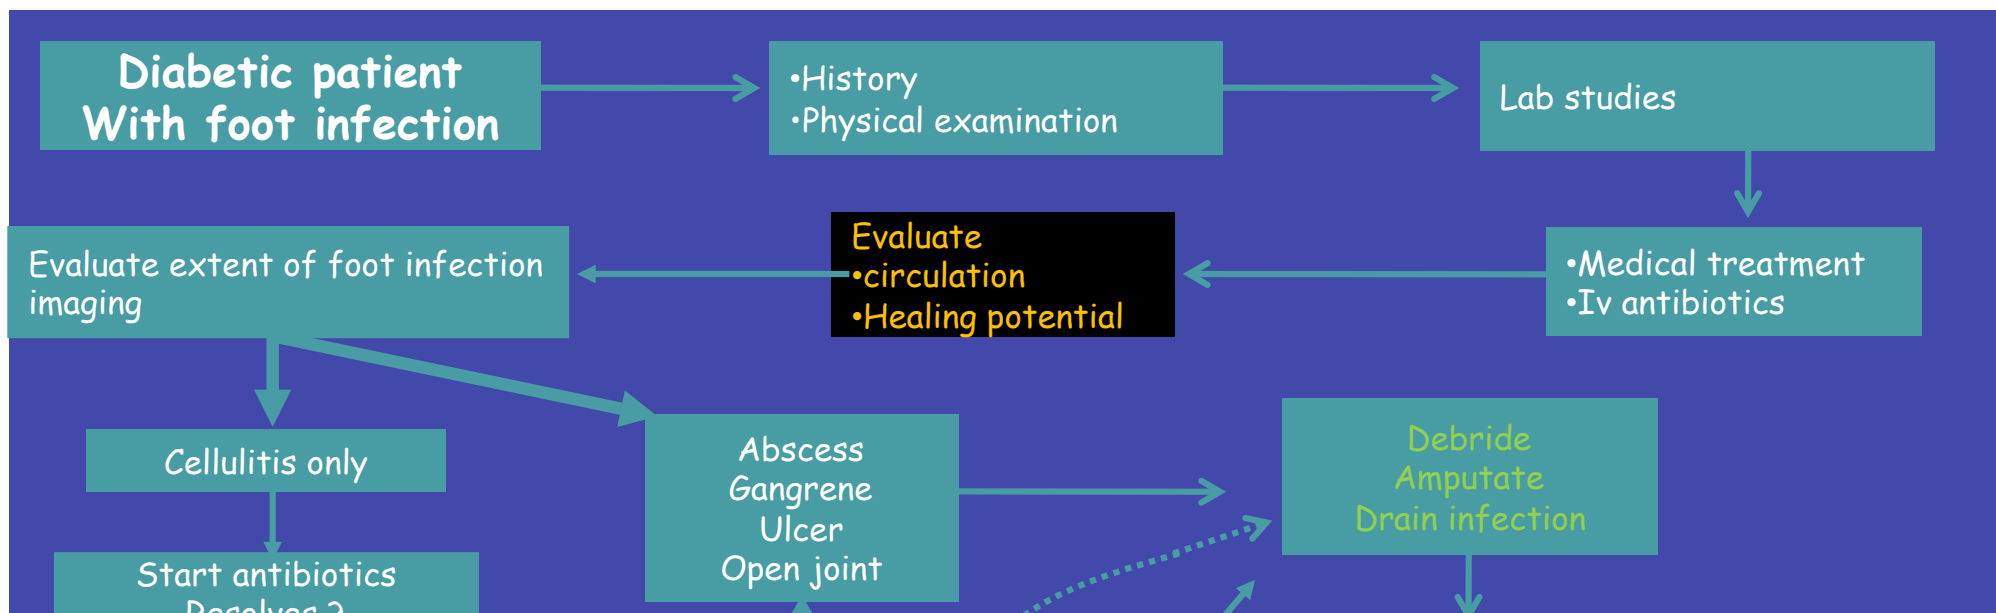 Diabetic patient
With foot infection
•History
•Physical examination
Lab studies
•Medical treatment
•Iv antibiotics
Evaluate
•circulation
•Healing potential
Evaluate extent of foot infection
imaging
Cellulitis only
Start antibiotics
Resolves ?
Abscess
Gangrene
Ulcer
Open joint
Debride
Amputate
Drain infection